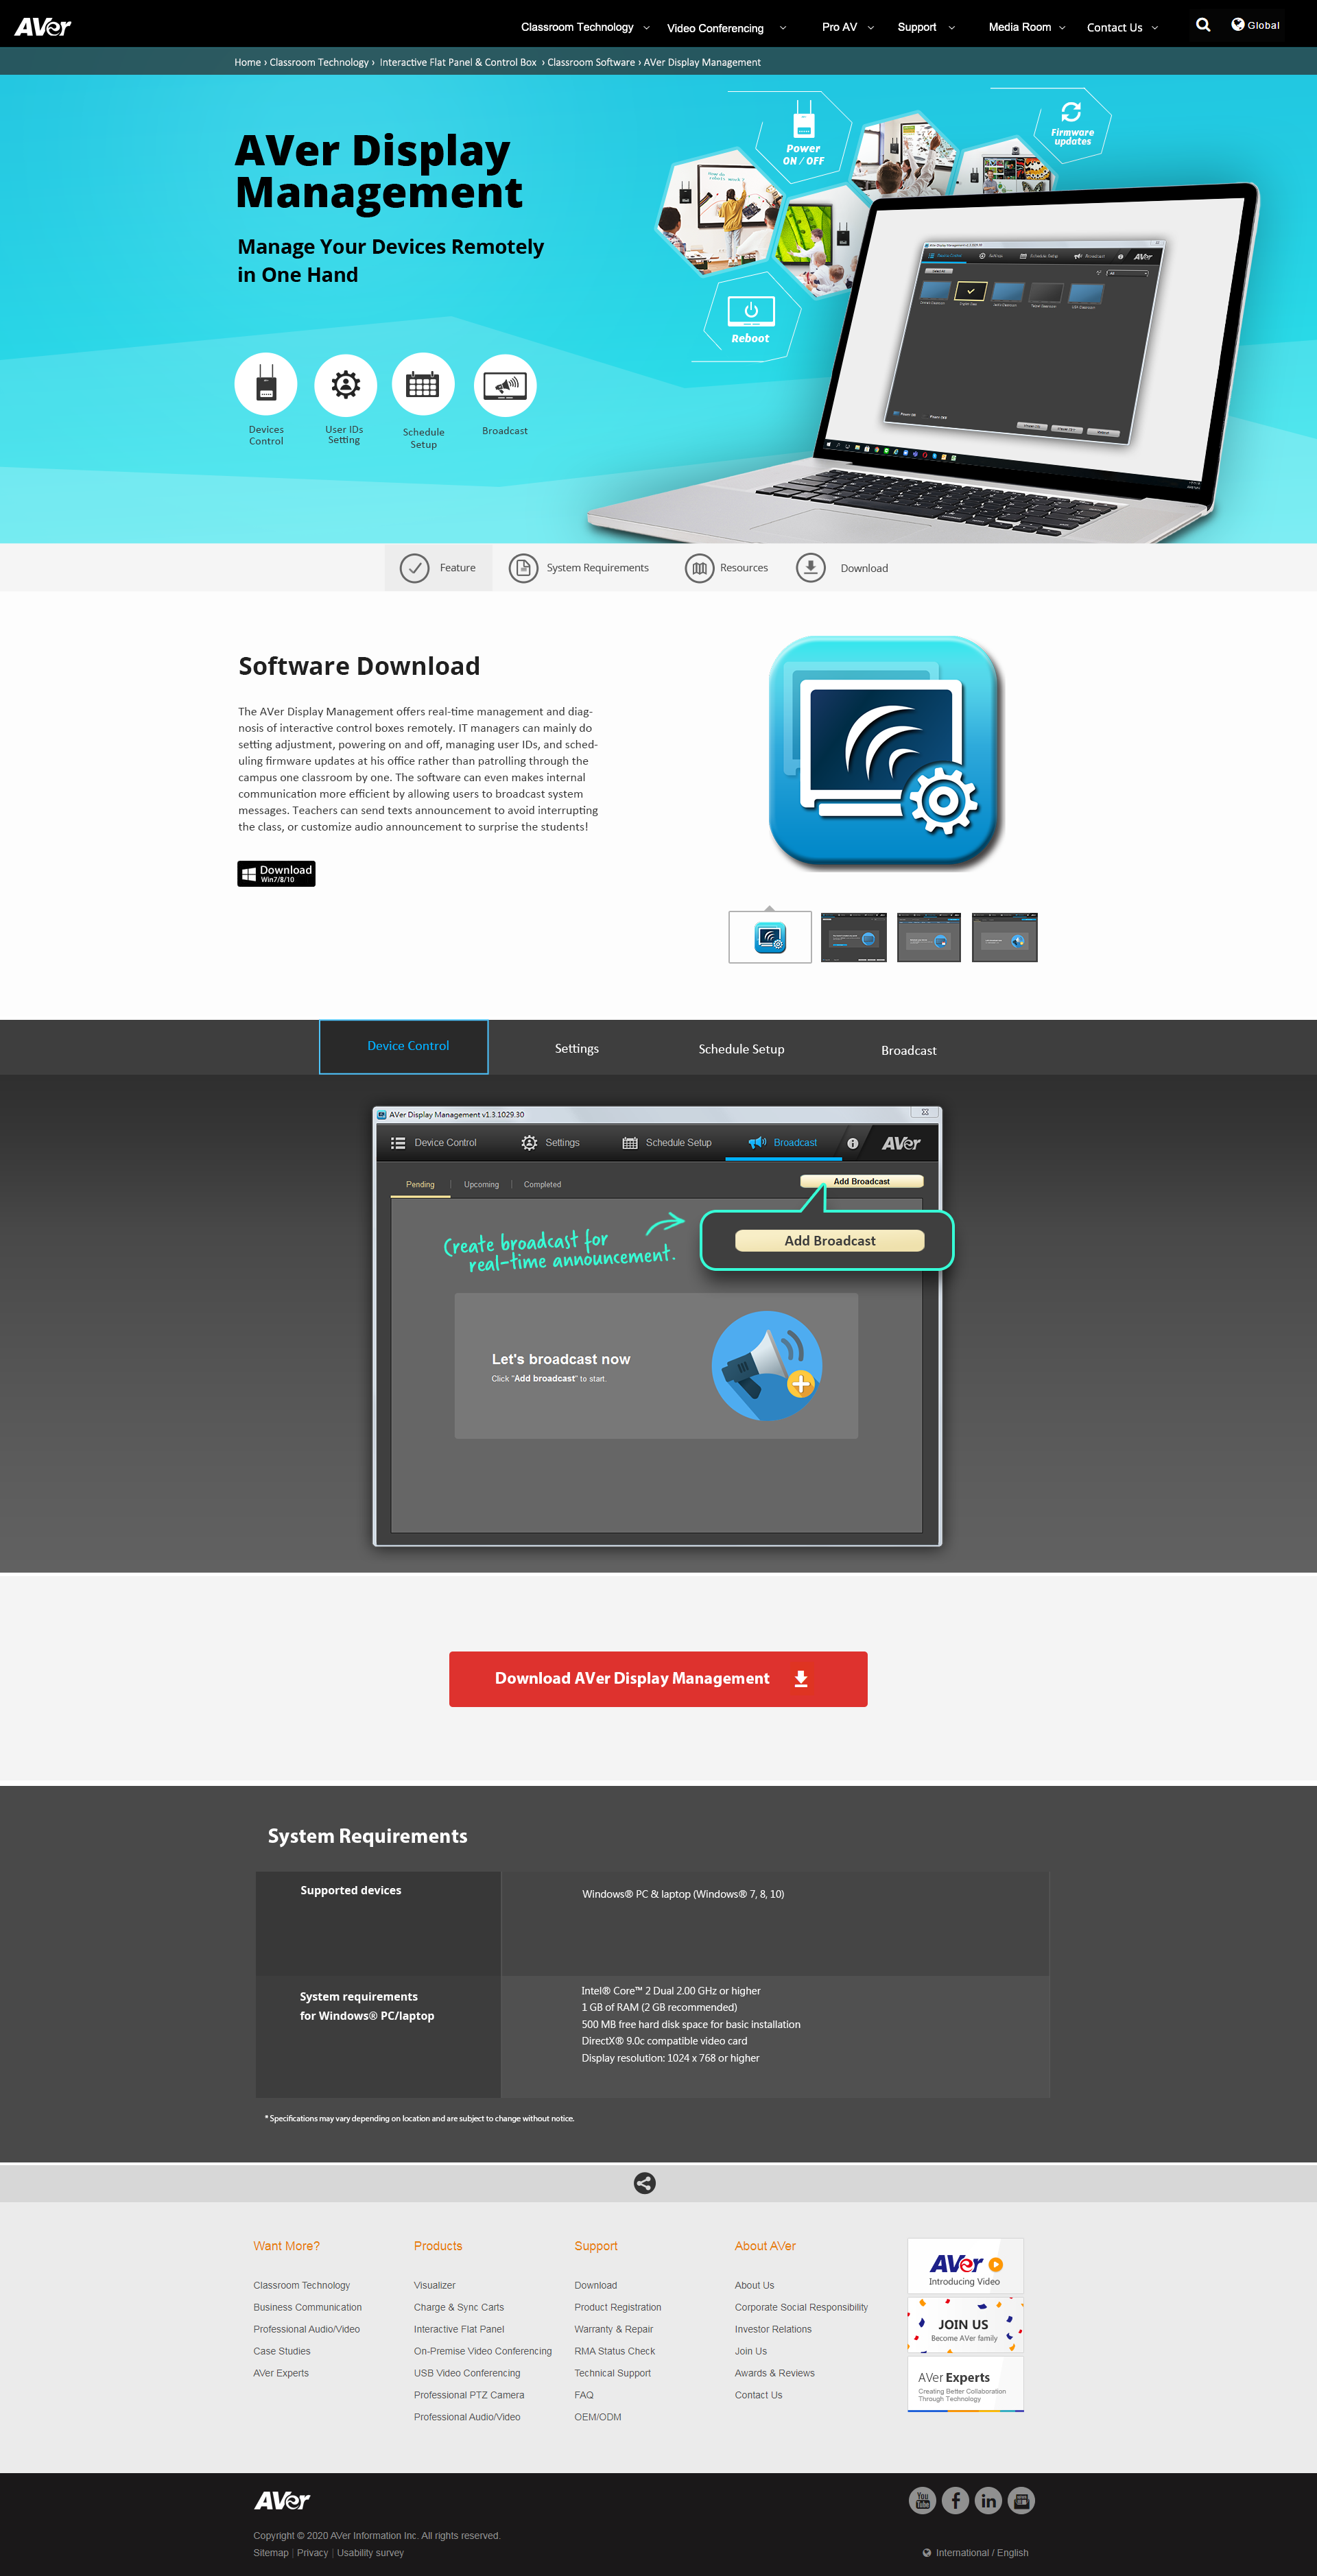 AVer
Classroom Technology
Video Conferencing
Pro AV
Support
Media Room
Contact Us
Global
Home › Classroom Technology › Interactive Flat Panel & Control Box › Classroom Software › AVer Display Management
AVer Display
Management
Manage Your Devices Remotely
in One Hand
Power
ON / OFF
Firmware
updates
Reboot
Devices
Control
User IDs
Setting
Schedule
Setup
Broadcast
Feature
System Requirements
Resources
Download
Software Download
The AVer Display Management offers real-time management and diag-
nosis of interactive control boxes remotely. IT managers can mainly do
setting adjustment, powering on and off, managing user IDs, and sched-
uling firmware updates at his office rather than patrolling through the
campus one classroom by one. The software can even makes internal
communication more efficient by allowing users to broadcast system
messages. Teachers can send texts announcement to avoid interrupting
the class, or customize audio announcement to surprise the students!
Download
Win7/8/10
Device Control
Settings
Schedule Setup
Broadcast
AVer Display Management v1.3.1029.30
Device Control
Settings
Schedule Setup
Broadcast
AVer
Pending
Upcoming
Completed
Add Broadcast
Add Broadcast
Create broadcast for
real-time announcement.
Let's broadcast now
Click "Add broadcast" to start.
Download AVer Display Management
System Requirements
Supported devices
Windows® PC & laptop (Windows® 7, 8, 10)
System requirements
for Windows® PC/laptop
Intel® Core™ 2 Dual 2.00 GHz or higher
1 GB of RAM (2 GB recommended)
500 MB free hard disk space for basic installation
DirectX® 9.0c compatible video card
Display resolution: 1024 x 768 or higher
* Specifications may vary depending on location and are subject to change without notice.
Want More?
Classroom Technology
Business Communication
Professional Audio/Video
Case Studies
AVer Experts
Products
Visualizer
Charge & Sync Carts
Interactive Flat Panel
On-Premise Video Conferencing
USB Video Conferencing
Professional PTZ Camera
Professional Audio/Video
Support
Download
Product Registration
Warranty & Repair
RMA Status Check
Technical Support
FAQ
OEM/ODM
About AVer
About Us
Corporate Social Responsibility
Investor Relations
Join Us
Awards & Reviews
Contact Us
AVer
Introducing Video
JOIN US
Become AVer family
AVer Experts
Creating Better Collaboration
Through Technology
AVer
You
Tube
Copyright © 2020 AVer Information Inc. All rights reserved.
Sitemap | Privacy | Usability survey
International / English